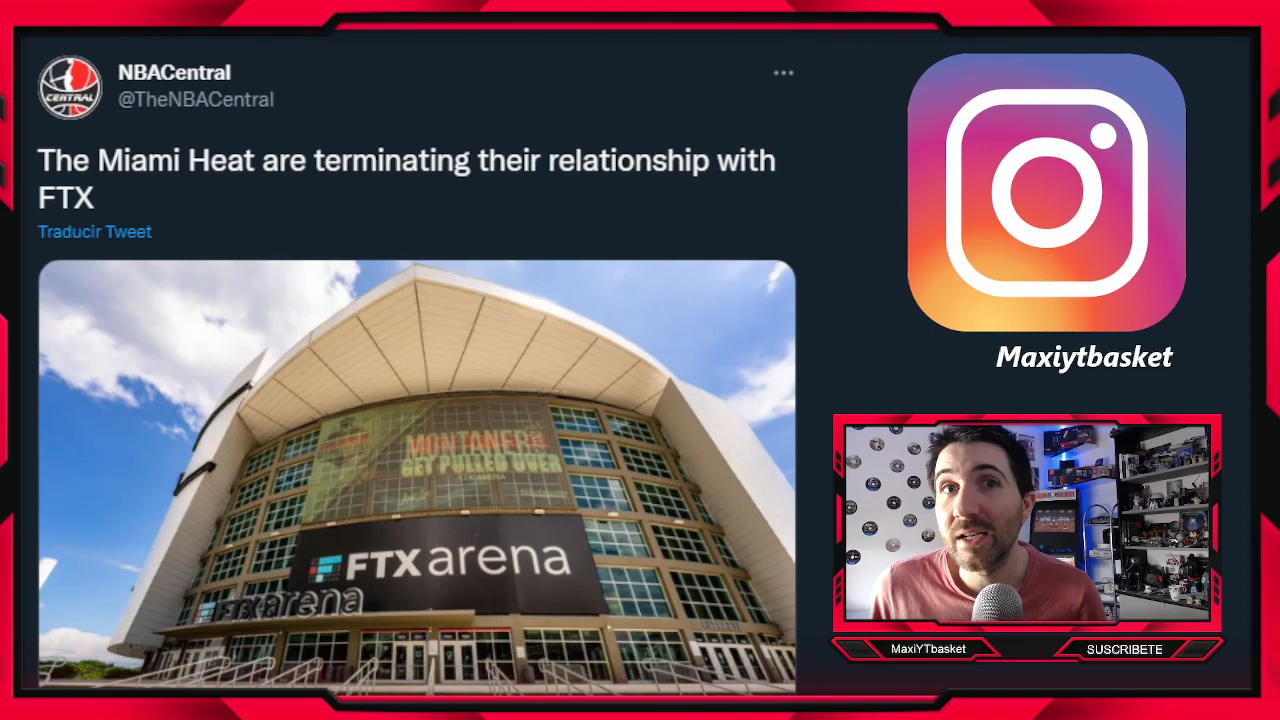 NBACentral
@TheNBACentral
The Miami Heat are terminating their relationship with
FTX
Traducir Tweet
GET PULLED OVER
FTX arena
FTX arena
CENTRAL
Maxiytbasket
MaxiYTbasket
SUSCRIBETE